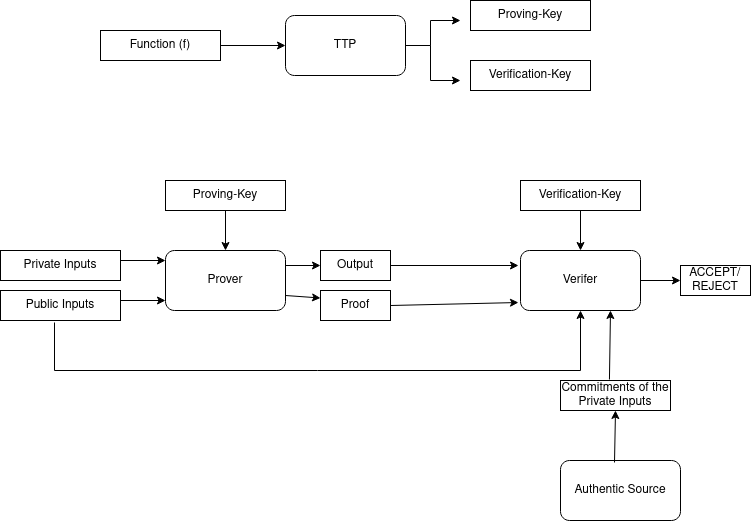 Proving-Key
Function (f)
TTP
Verification-Key
Proving-Key
Verification-Key
Private Inputs
Prover
Output
Verifer
ACCEPT/
REJECT
Public Inputs
Proof
Commitments of the
Private Inputs
Authentic Source